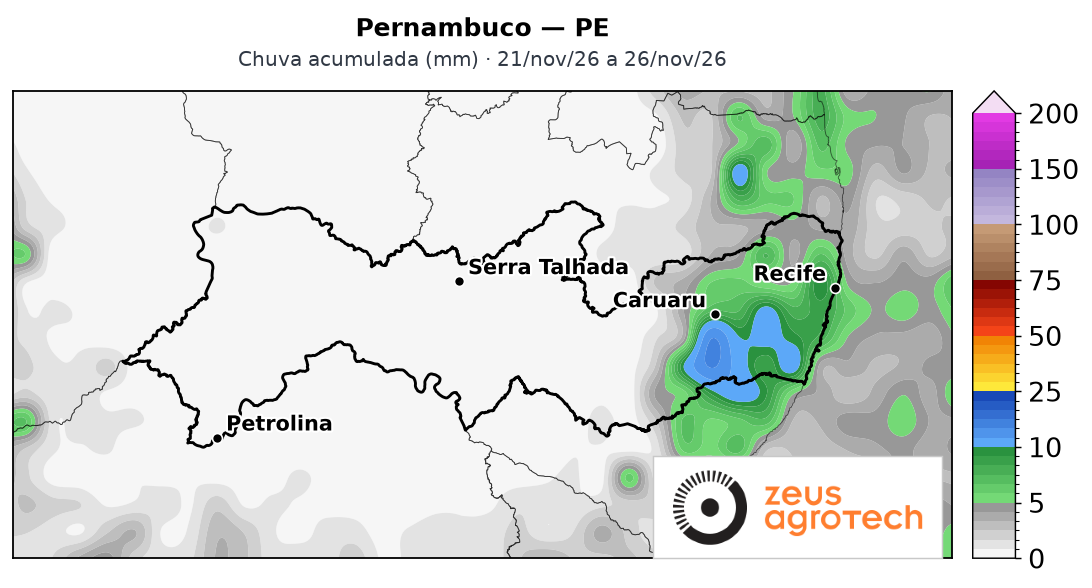 Pernambuco — PE
Chuva acumulada (mm) · 21/nov/26 a 26/nov/26
200
150
100
75
50
25
10
5
0
Serra Talhada
Recife
Caruaru
Petrolina
zeus
agrotech